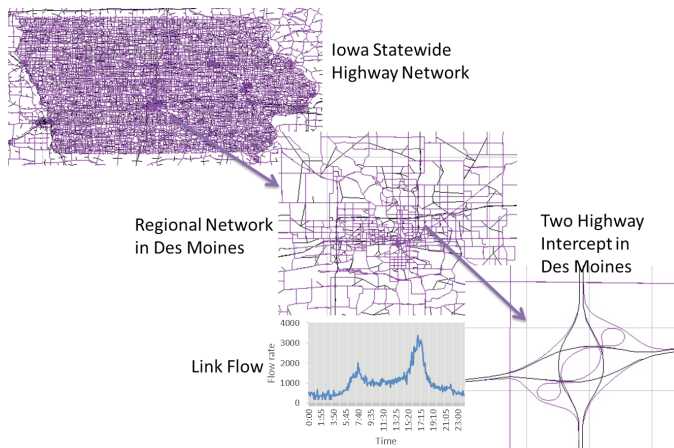 Iowa Statewide
Highway Network
Regional Network
in Des Moines
Two Highway
Intercept in
Des Moines
Link Flow
Flow rate
4000
3000
2000
1000
0
0:00
1:55
3:50
5:45
7:40
9:35
11:30
13:25
15:20
17:15
19:10
21:05
23:00
Time